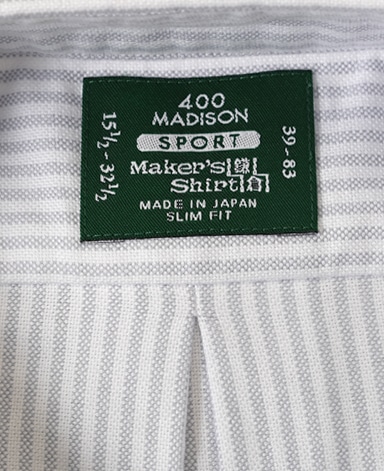 400
MADISON
SPORT
Maker's 鎌
Shirt 倉
MADE IN JAPAN
SLIM FIT
15½ - 32½
39-83